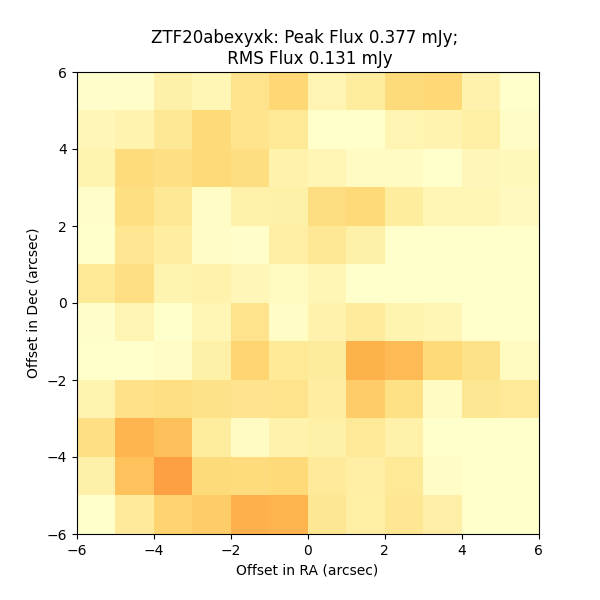 ZTF20abexyxk: Peak Flux 0.377 mJy;
RMS Flux 0.131 mJy
6
4
2
0
−2
−4
−6
Offset in Dec (arcsec)
−6 −4 −2 0 2 4 6
Offset in RA (arcsec)